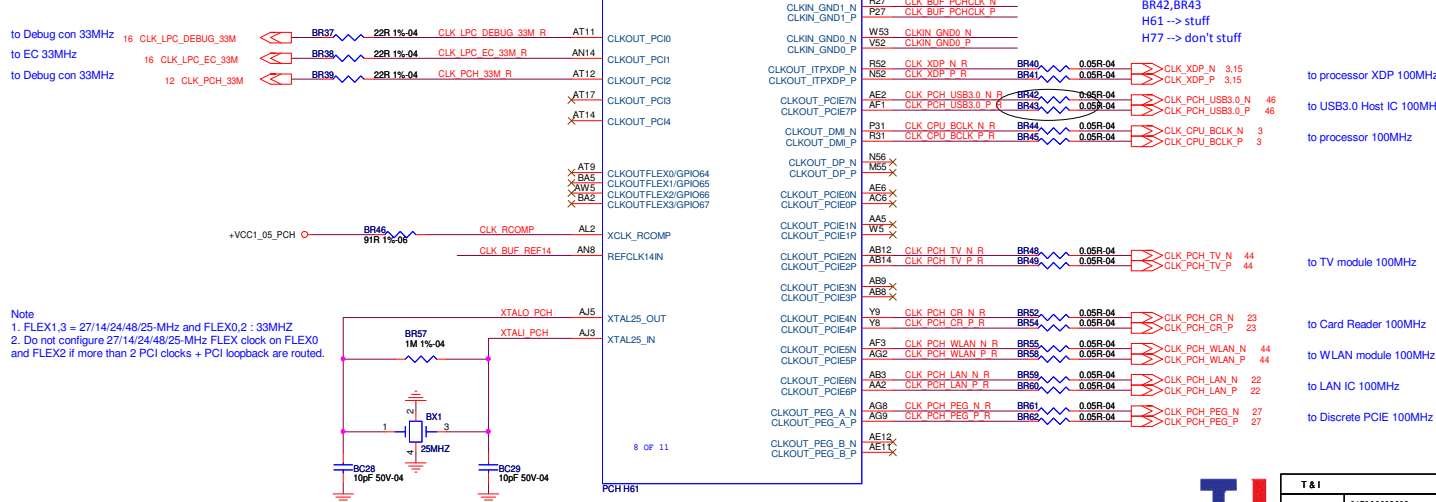 CLKIN_GND1_N R27 CLK_BUF_PCHCLK_N
CLKIN_GND1_P P27 CLK_BUF_PCHCLK_P
BR42,BR43
H61 --> stuff
H77 --> don't stuff
CLKIN_GND0_N W53 CLKIN_GND0_N
CLKIN_GND0_P V52
to Debug con 33MHz 16 CLK_LPC_DEBUG_33M BR37 22R 1%-04 CLK_LPC_DEBUG_33M_R AT11 CLKOUT_PCI0
to EC 33MHz 16 CLK_LPC_EC_33M BR38 22R 1%-04 CLK_LPC_EC_33M_R AN14 CLKOUT_PCI1
to Debug con 33MHz 12 CLK_PCH_33M BR39 22R 1%-04 CLK_PCH_33M_R AT12 CLKOUT_PCI2
AT17 CLKOUT_PCI3
AT14 CLKOUT_PCI4
AT9 CLKOUTFLEX0/GPIO64
BA5 CLKOUTFLEX1/GPIO65
AW5 CLKOUTFLEX2/GPIO66
BA2 CLKOUTFLEX3/GPIO67
+VCC1_05_PCH BR46 91R 1%-06 CLK_RCOMP AL2 XCLK_RCOMP
CLK_BUF_REF14 AN8 REFCLK14IN
XTALO_PCH AJ5 XTAL25_OUT
XTALI_PCH AJ3 XTAL25_IN
BR57
1M 1%-04
Note
1. FLEX1,3 = 27/14/24/48/25-MHz and FLEX0,2 : 33MHZ
2. Do not configure 27/14/24/48/25-MHz FLEX clock on FLEX0
and FLEX2 if more than 2 PCI clocks + PCI loopback are routed.
2
BX1
1 3
25MHZ
4
BC28
10pF 50V-04
BC29
10pF 50V-04
CLKOUT_ITPXDP_N R52 CLK_XDP_N_R BR40 0.05R-04 CLK_XDP_N 3,15
CLKOUT_ITPXDP_P N52 CLK_XDP_P_R BR41 CLK_XDP_P 3,15
to processor XDP 100MHz
CLKOUT_PCIE7N AE2 CLK_PCH_USB3.0_N_R BR42 0.05R-04 CLK_PCH_USB3.0_N 46
CLKOUT_PCIE7P AF1 CLK_PCH_USB3.0_P_R BR43 0.05R-04 CLK_PCH_USB3.0_P 46
to USB3.0 Host IC 100MH
CLKOUT_DMI_N P31 CLK_CPU_BCLK_N_R BR44 0.05R-04 CLK_CPU_BCLK_N 3
CLKOUT_DMI_P R31 CLK_CPU_BCLK_P_R BR45 0.05R-04 CLK_CPU_BCLK_P 3
to processor 100MHz
CLKOUT_DP_N N56
CLKOUT_DP_P M55
CLKOUT_PCIE0N AE6
CLKOUT_PCIE0P AC6
CLKOUT_PCIE1N AA5
CLKOUT_PCIE1P W5
CLKOUT_PCIE2N AB12 CLK_PCH_TV_N_R BR48 0.05R-04 CLK_PCH_TV_N 44
CLKOUT_PCIE2P AB14 CLK_PCH_TV_P_R BR49 0.05R-04 CLK_PCH_TV_P 44
to TV module 100MHz
CLKOUT_PCIE3N AB9
CLKOUT_PCIE3P AB8
CLKOUT_PCIE4N Y9 CLK_PCH_CR_N_R BR52 0.05R-04 CLK_PCH_CR_N 23
CLKOUT_PCIE4P Y8 CLK_PCH_CR_P_R BR54 0.05R-04 CLK_PCH_CR_P 23
to Card Reader 100MHz
CLKOUT_PCIE5N AF3 CLK_PCH_WLAN_N_R BR55 0.05R-04 CLK_PCH_WLAN_N 44
CLKOUT_PCIE5P AG2 CLK_PCH_WLAN_P_R BR58 0.05R-04 CLK_PCH_WLAN_P 44
to WLAN module 100MHz
CLKOUT_PCIE6N AB3 CLK_PCH_LAN_N_R BR59 0.05R-04 CLK_PCH_LAN_N 22
CLKOUT_PCIE6P AA2 CLK_PCH_LAN_P_R BR60 0.05R-04 CLK_PCH_LAN_P 22
to LAN IC 100MHz
CLKOUT_PEG_A_N AG8 CLK_PCH_PEG_N_R BR61 0.05R-04 CLK_PCH_PEG_N 27
CLKOUT_PEG_A_P AG9 CLK_PCH_PEG_P_R BR62 0.05R-04 CLK_PCH_PEG_P 27
to Discrete PCIE 100MHz
CLKOUT_PEG_B_N AE12
CLKOUT_PEG_B_P AE11
8 OF 11
PCH H61
T & I